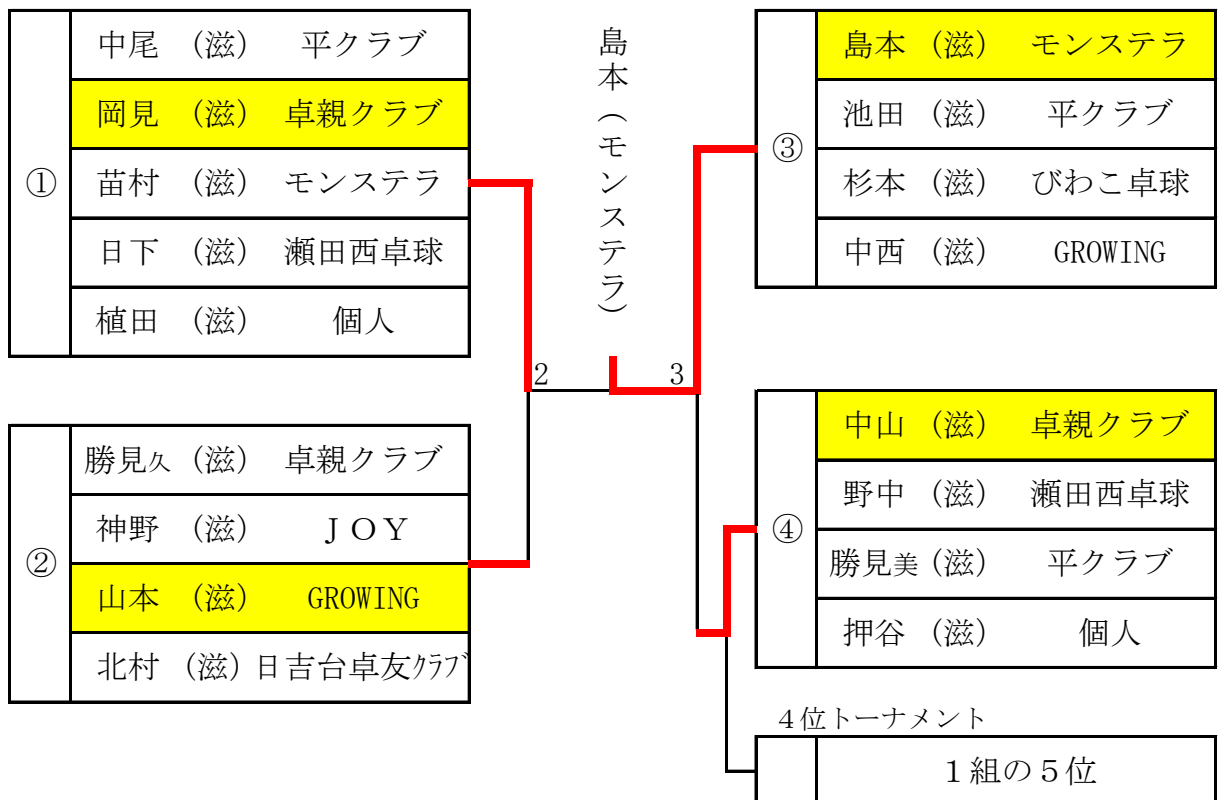 ①
中尾 （滋） 平クラブ
岡見 （滋） 卓親クラブ
苗村 （滋） モンステラ
日下 （滋） 瀬田西卓球
植田 （滋） 個人
②
勝見久 （滋） 卓親クラブ
神野 （滋） ＪＯＹ
山本 （滋） GROWING
北村 （滋） 日吉台卓友ｸﾗﾌﾞ
島本（モンステラ）
2
3
③
島本 （滋） モンステラ
池田 （滋） 平クラブ
杉本 （滋） びわこ卓球
中西 （滋） GROWING
④
中山 （滋） 卓親クラブ
野中 （滋） 瀬田西卓球
勝見美 （滋） 平クラブ
押谷 （滋） 個人
４位トーナメント
１組の５位